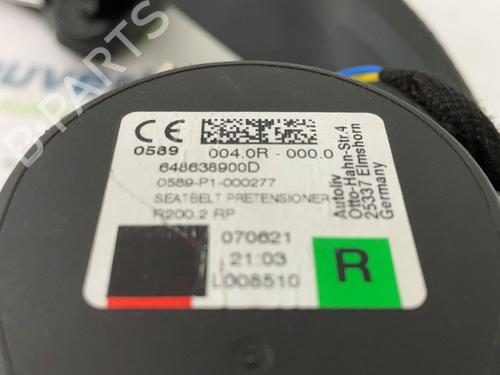 CE
0589
004.0R - 000.0
648638900D
0589-P1-000277
SEATBELT PRETENSIONER
R200.2 RP
070621
21:03
L008510
R
Autoliv
Otto-Hahn-Str.4
25337 Elmshorn
Germany
B PARTS